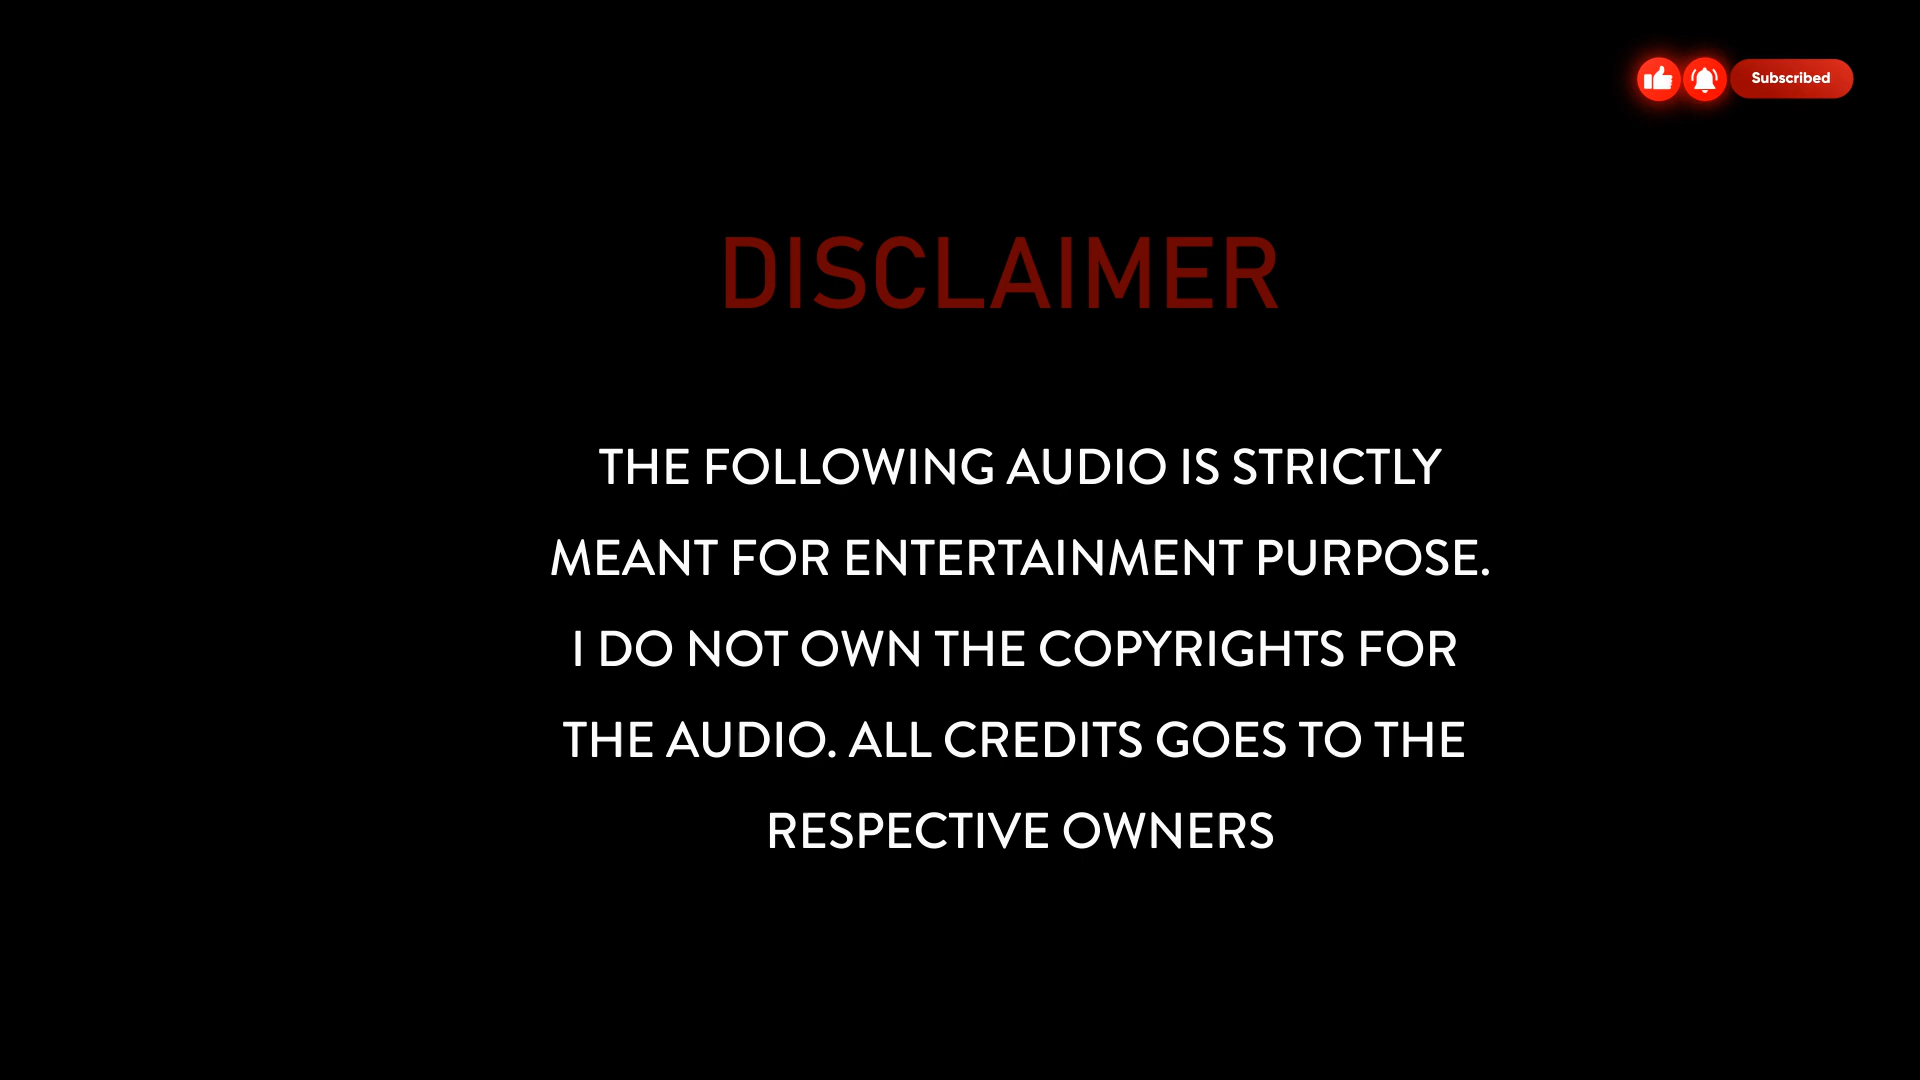 Subscribed
DISCLAIMER
THE FOLLOWING AUDIO IS STRICTLY
MEANT FOR ENTERTAINMENT PURPOSE.
I DO NOT OWN THE COPYRIGHTS FOR
THE AUDIO. ALL CREDITS GOES TO THE
RESPECTIVE OWNERS